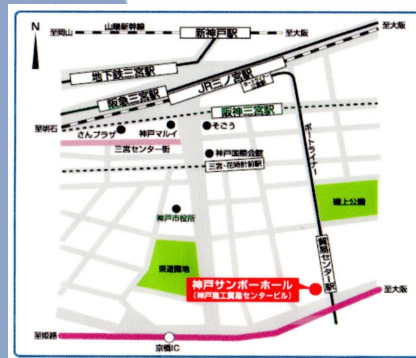 N
至岡山
山陽新幹線
新神戸駅
至大阪
至大阪
地下鉄三宮駅
JR三ノ宮駅
阪急三宮駅
阪神三宮駅
至明石
さんプラザ
神戸マルイ
そごう
三宮センター街
神戸国際会館
三宮・花時計前駅
ポートライナー
神戸市役所
磯上公園
東遊園地
貿易センター駅
神戸サンボーホール
(神戸商工貿易センタービル)
至大阪
至姫路
京橋IC